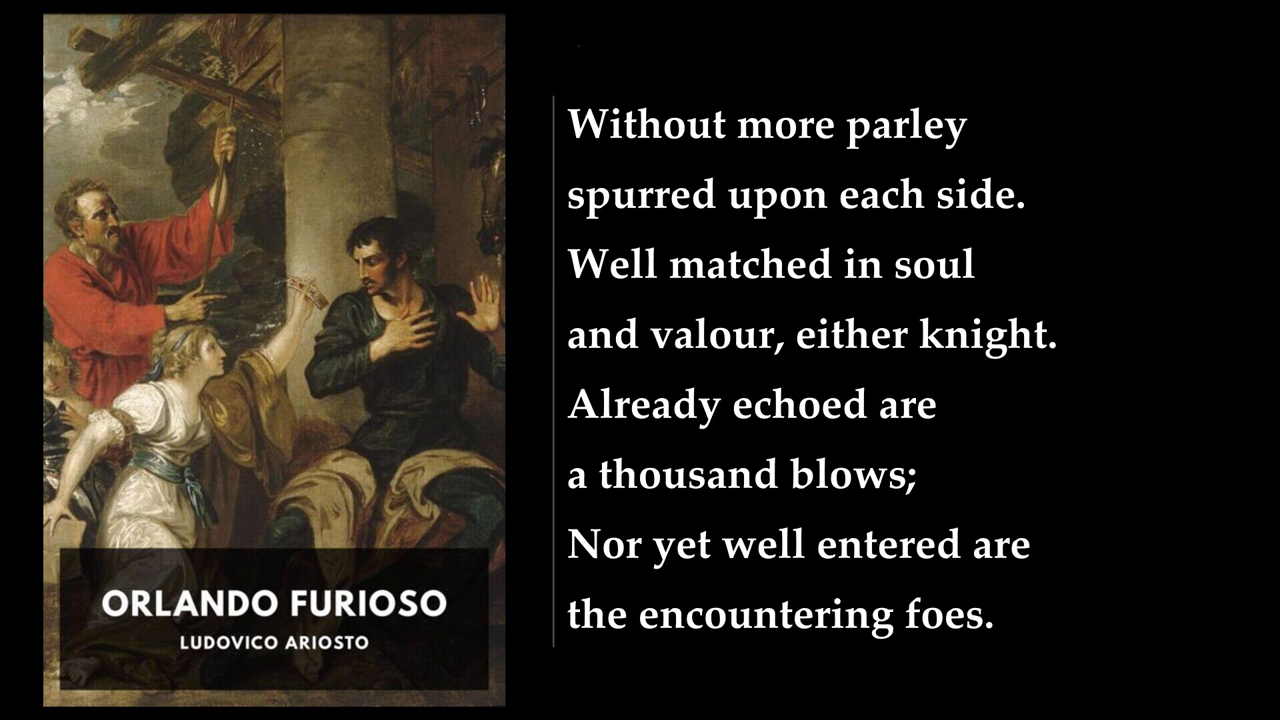 Without more parley
spurred upon each side.
Well matched in soul
and valour, either knight.
Already echoed are
a thousand blows;
Nor yet well entered are
the encountering foes.
ORLANDO FURIOSO
LUDOVICO ARIOSTO